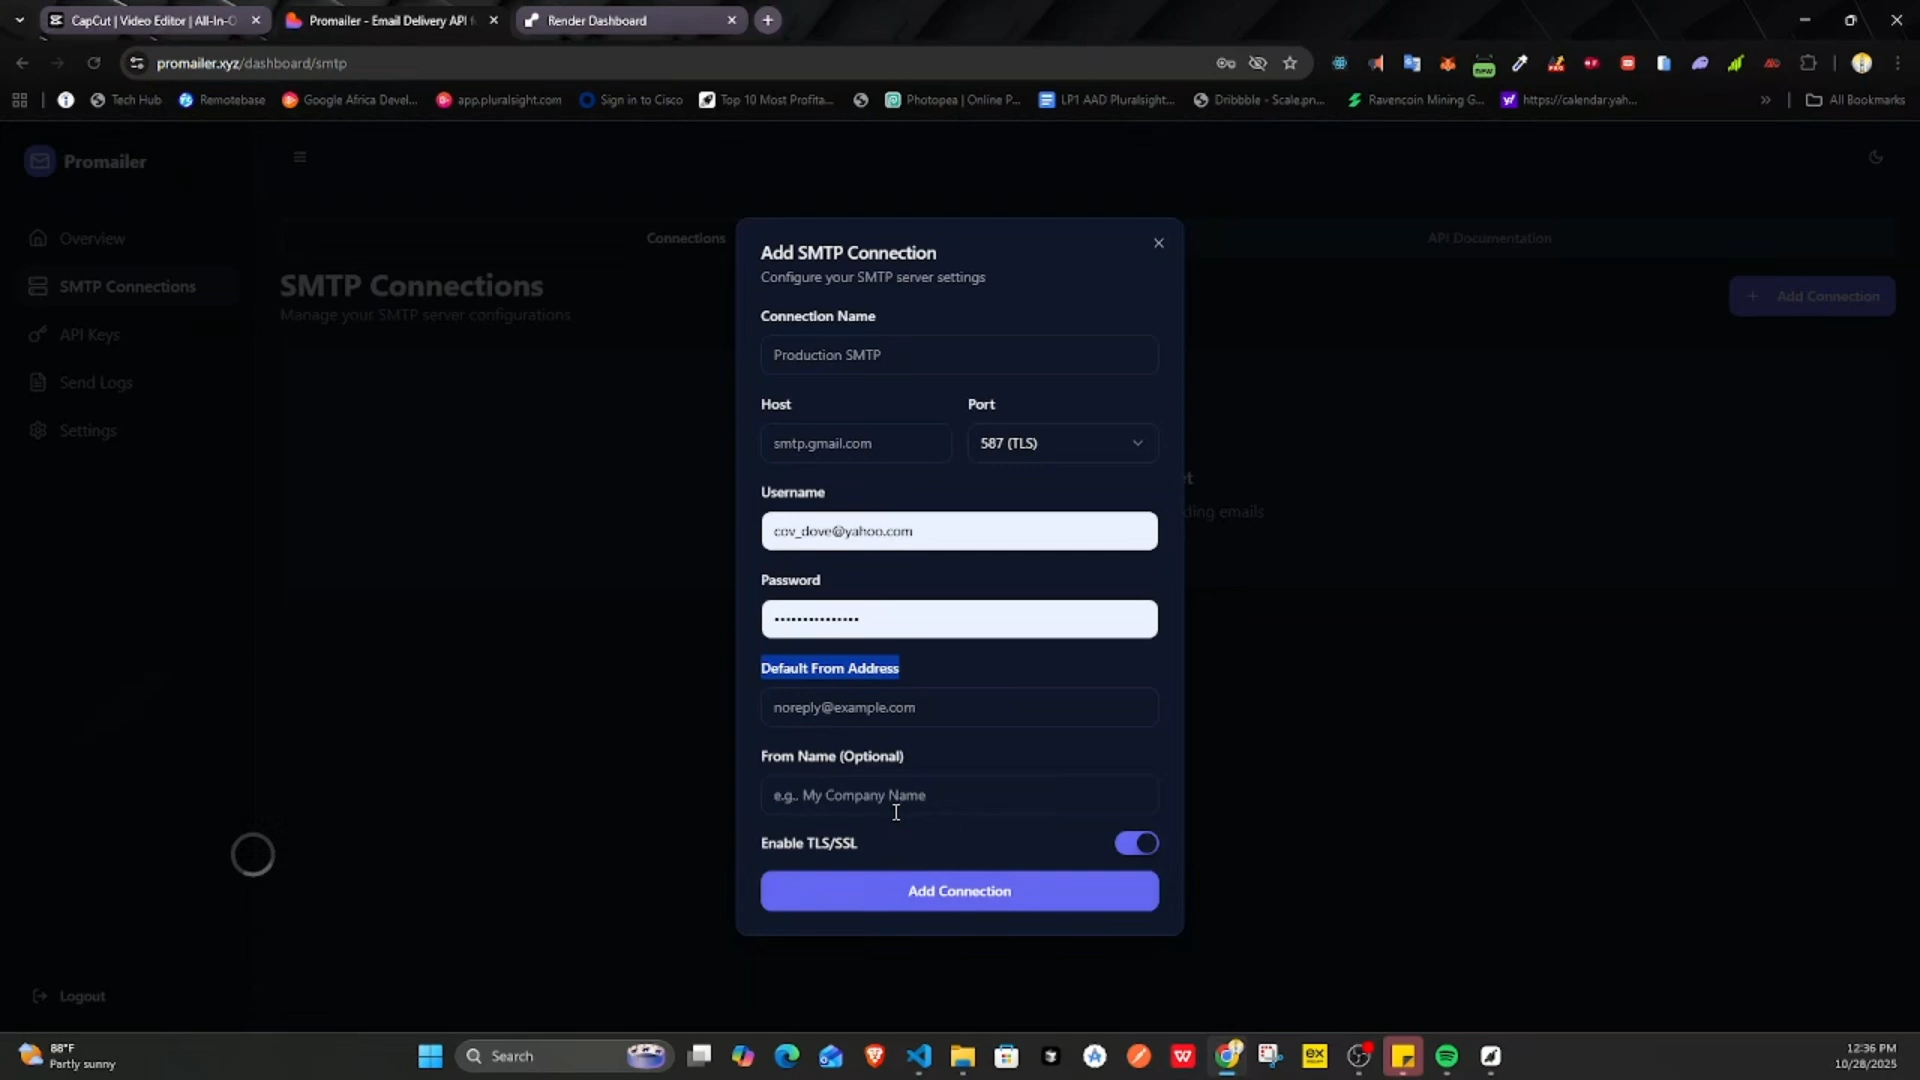 CapCut | Video Editor | All-In-O
Promailer - Email Delivery API f
Render Dashboard
promailer.xyz/dashboard/smtp
Tech Hub
Remotebase
Google Africa Devel...
app.pluralsight.com
Sign in to Cisco
Top 10 Most Profita...
Photopea | Online P...
LP1 AAD Pluralsight...
Dribbble - Scale.pn...
Ravencoin Mining G...
https://calendar.yah...
All Bookmarks
Promailer
Overview
SMTP Connections
API Keys
Send Logs
Settings
Logout
Connections
API Documentation
SMTP Connections
Manage your SMTP server configurations
+ Add Connection
Add SMTP Connection
Configure your SMTP server settings
Connection Name
Production SMTP
Host
Port
smtp.gmail.com
587 (TLS)
Username
cov_dove@yahoo.com
Password
Default From Address
noreply@example.com
From Name (Optional)
e.g., My Company Name
Enable TLS/SSL
Add Connection
ding emails
88°F
Partly sunny
Search
12:36 PM
10/28/2025